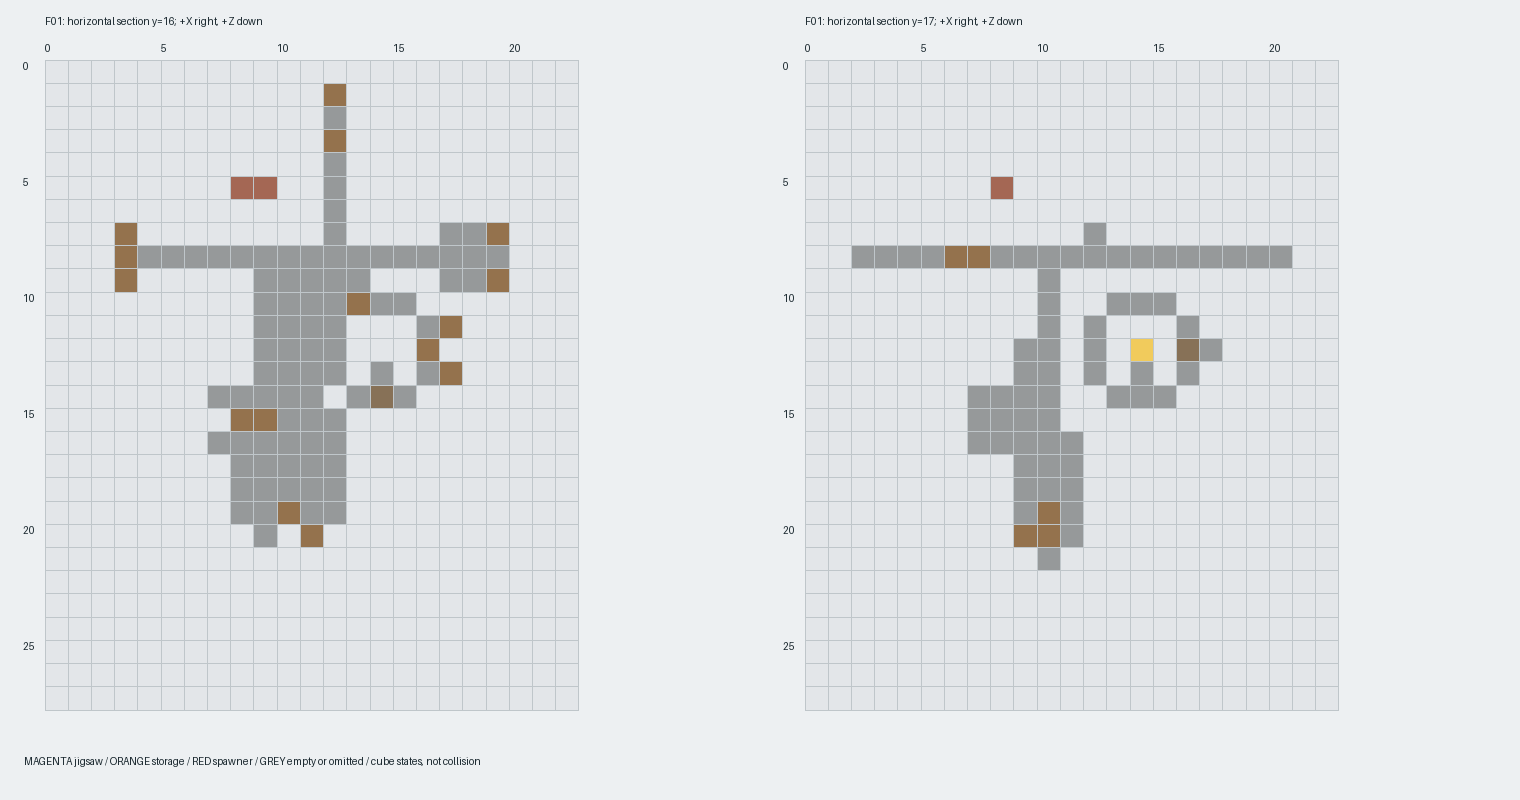 F01: horizontal section y=16; +X right, +Z down
F01: horizontal section y=17; +X right, +Z down
0 5 10 15 20
0 5 10 15 20
0
5
10
15
20
25
0
5
10
15
20
25
MAGENTA jigsaw / ORANGE storage / RED spawner / GREY empty or omitted / cube states, not collision